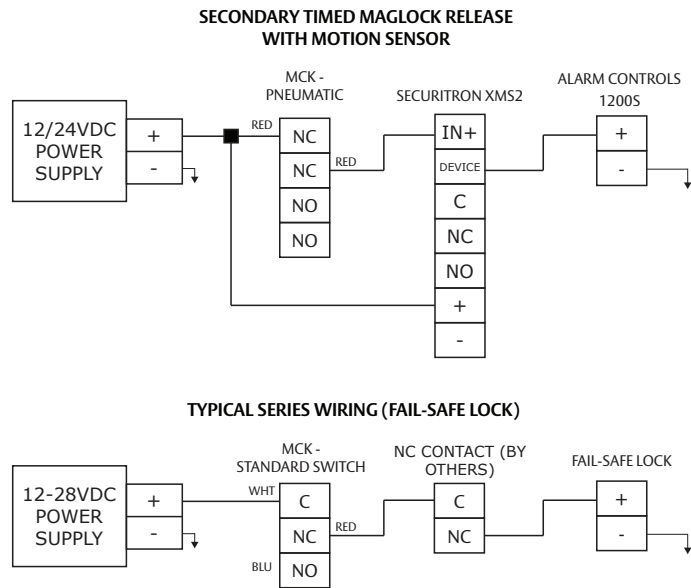 SECONDARY TIMED MAGLOCK RELEASE
WITH MOTION SENSOR
MCK -
PNEUMATIC
SECURITRON XMS2
ALARM CONTROLS
1200S
12/24VDC
POWER
SUPPLY
+
-
RED
NC
NC
NO
NO
RED
IN+
DEVICE
C
NC
NO
+
-
+
-
TYPICAL SERIES WIRING (FAIL-SAFE LOCK)
MCK -
STANDARD SWITCH
NC CONTACT (BY
OTHERS)
FAIL-SAFE LOCK
12-28VDC
POWER
SUPPLY
+
-
WHT
C
NC
RED
BLU
NO
C
NC
+
-